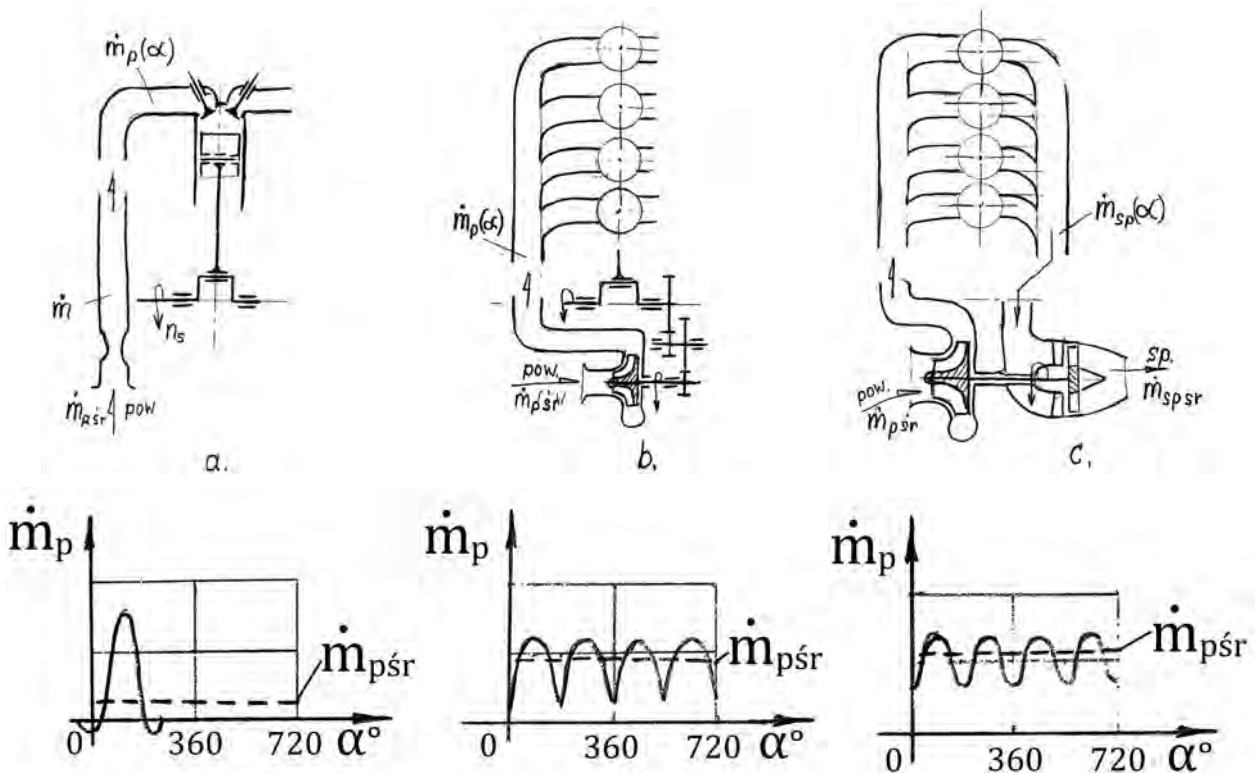 ṁp(α)
ṁ
ns
ṁpśr
pow
a.
ṁp(α)
pow.
ṁpśr
b.
ṁsp(α)
pow.
ṁpśr
sp.
ṁspśr
c.
ṁp
ṁpśr
0 360 720 α°
ṁp
ṁpśr
0 360 720 α°
ṁp
ṁpśr
0 360 720 α°